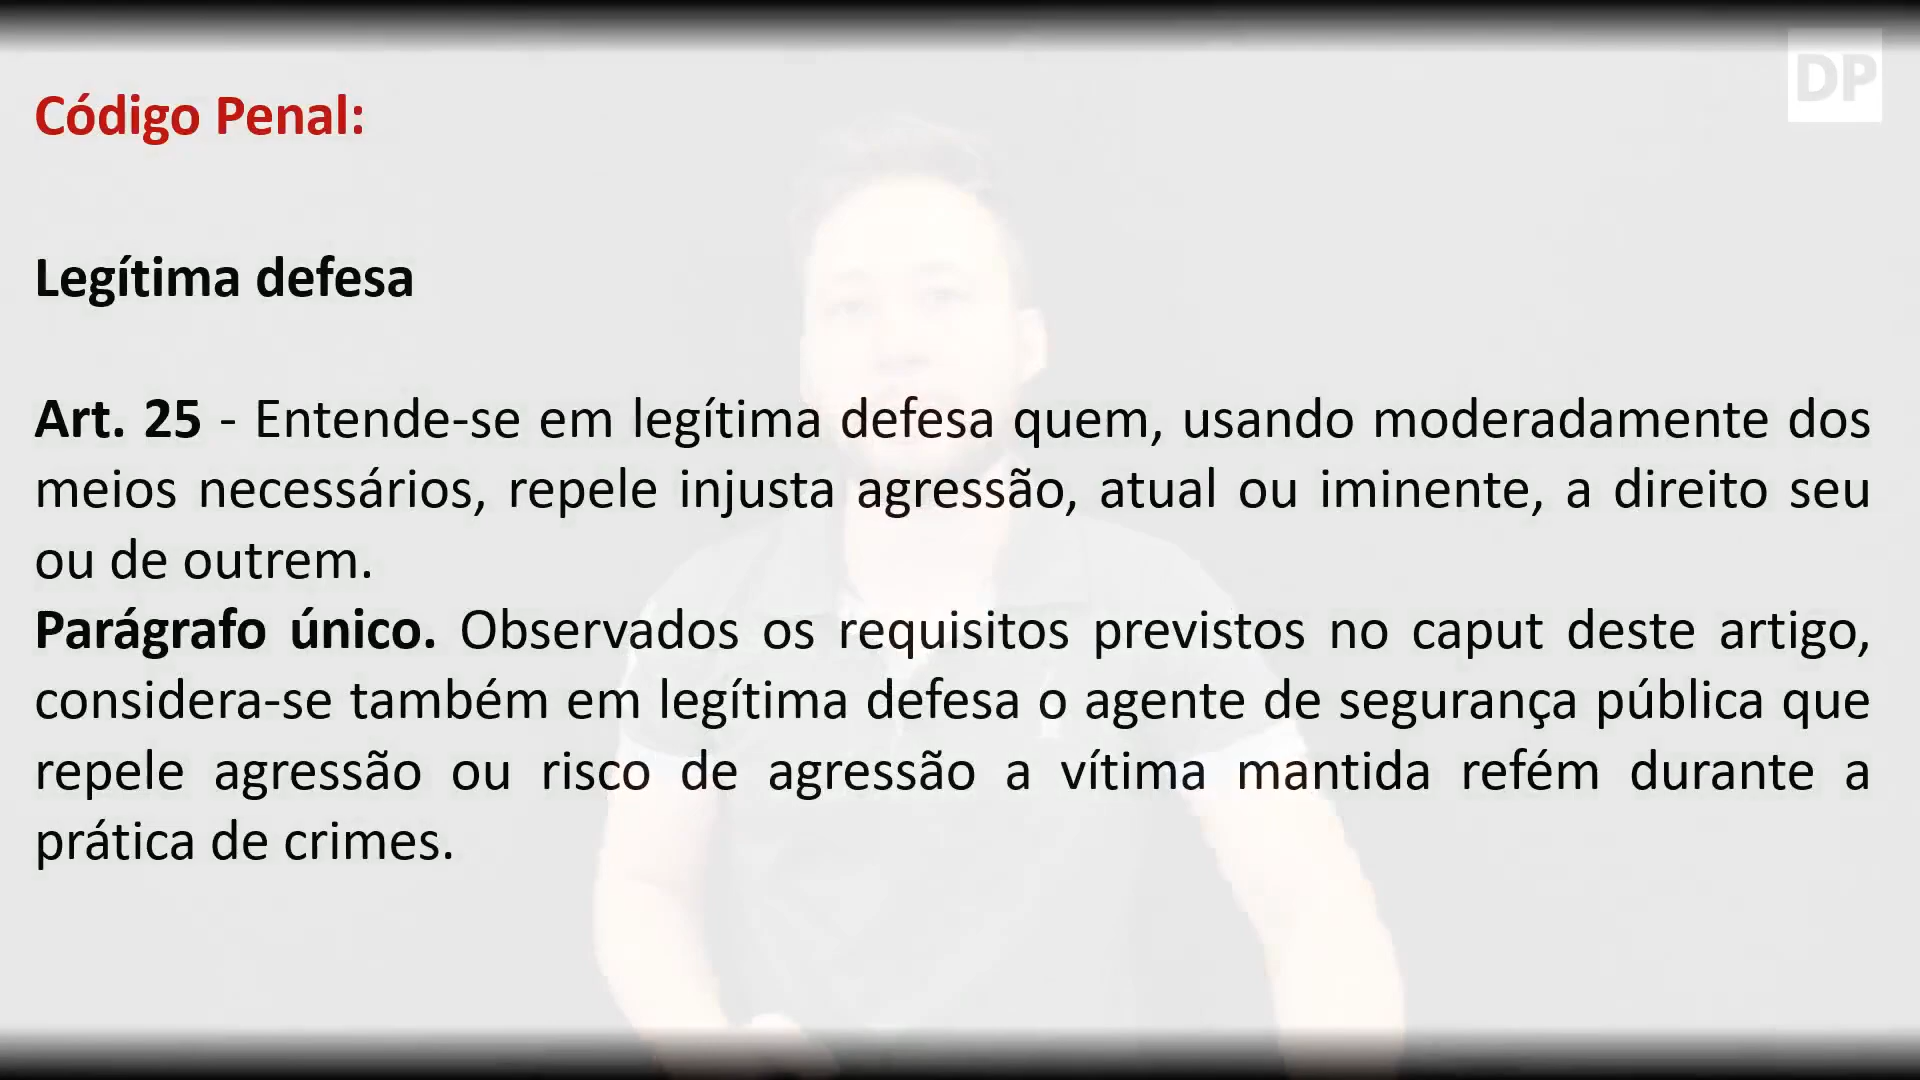 DP
Código Penal:
Legítima defesa
Art. 25 - Entende-se em legítima defesa quem, usando moderadamente dos
meios necessários, repele injusta agressão, atual ou iminente, a direito seu
ou de outrem.
Parágrafo único. Observados os requisitos previstos no caput deste artigo,
considera-se também em legítima defesa o agente de segurança pública que
repele agressão ou risco de agressão a vítima mantida refém durante a
prática de crimes.